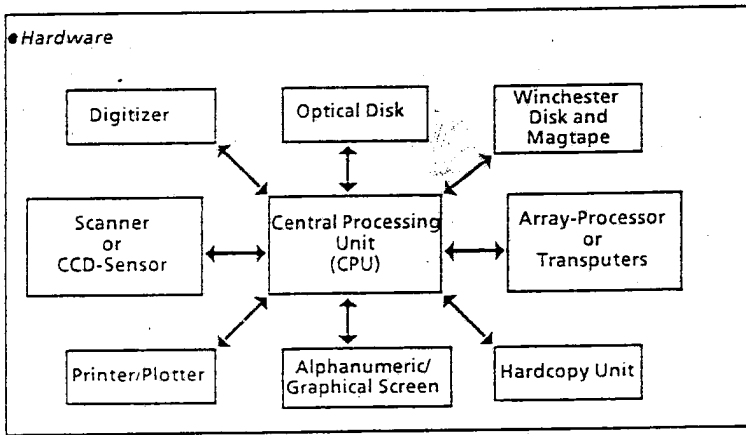 •Hardware
Digitizer
Optical Disk
Winchester
Disk and
Magtape
Scanner
or
CCD-Sensor
Central Processing
Unit
(CPU)
Array-Processor
or
Transputers
Printer/Plotter
Alphanumeric/
Graphical Screen
Hardcopy Unit